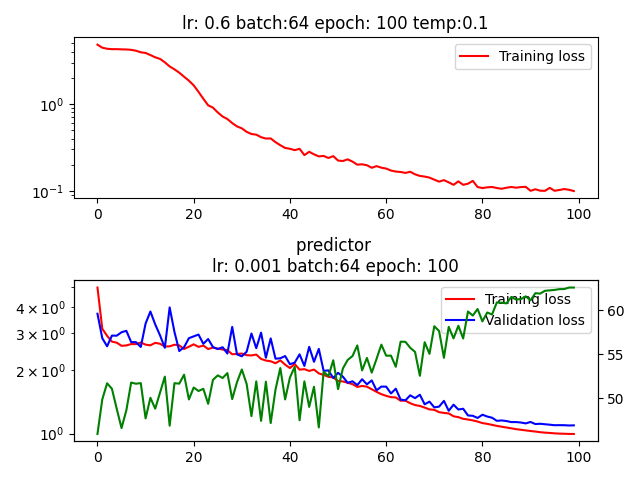 lr: 0.6 batch:64 epoch: 100 temp:0.1
Training loss
10⁰
10⁻¹
0 20 40 60 80 100
predictor
lr: 0.001 batch:64 epoch: 100
Training loss
Validation loss
4 × 10⁰
3 × 10⁰
2 × 10⁰
10⁰
60
55
50
0 20 40 60 80 100